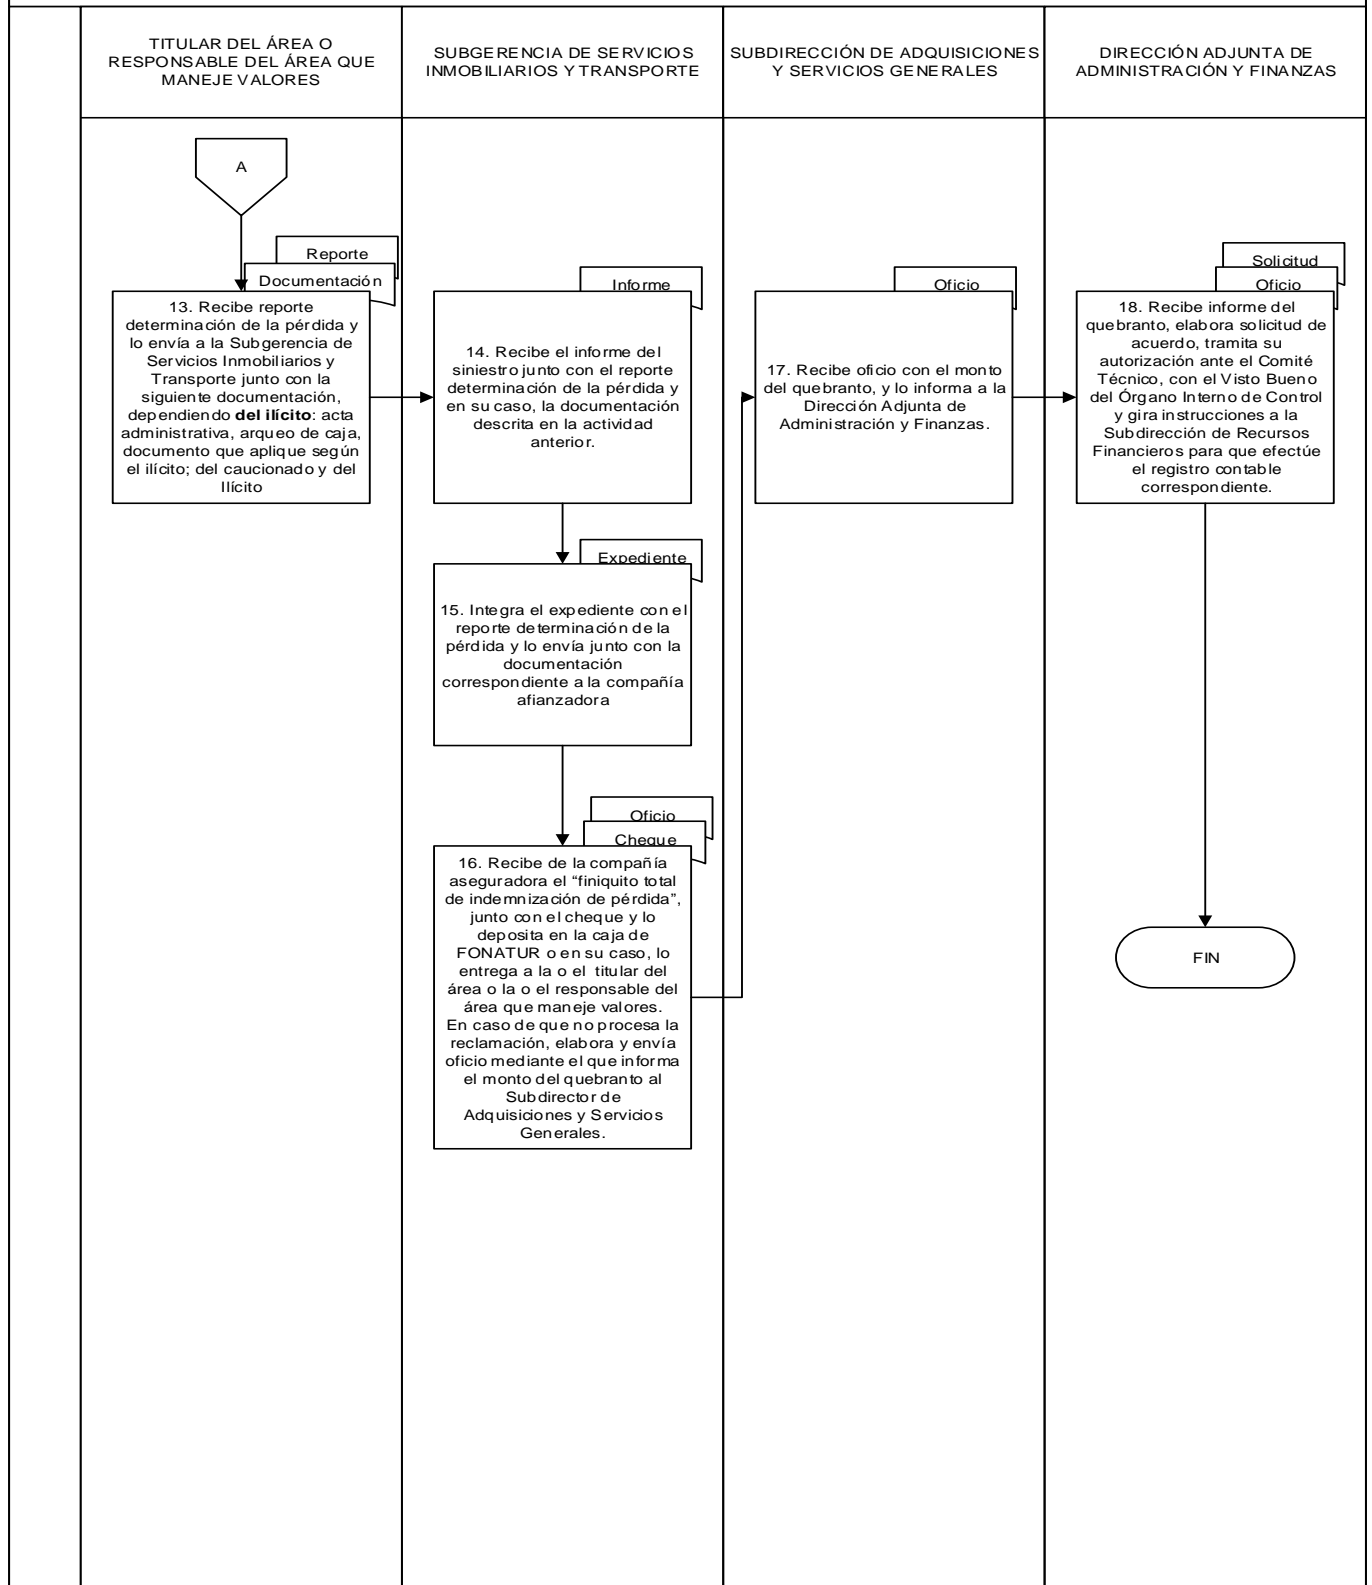 TITULAR DEL ÁREA O
RESPONSABLE DEL ÁREA QUE
MANEJE VALORES
SUBGERENCIA DE SERVICIOS
INMOBILIARIOS Y TRANSPORTE
SUBDIRECCIÓN DE ADQUISICIONES
Y SERVICIOS GENERALES
DIRECCIÓN ADJUNTA DE
ADMINISTRACIÓN Y FINANZAS
A
Reporte
Documentación
13. Recibe reporte
determinación de la pérdida y
lo envía a la Subgerencia de
Servicios Inmobiliarios y
Transporte junto con la
siguiente documentación,
dependiendo del ilícito: acta
administrativa, arqueo de caja,
documento que aplique según
el ilícito; del caucionado y del
Ilícito
Informe
14. Recibe el informe del
siniestro junto con el reporte
determinación de la pérdida y
en su caso, la documentación
descrita en la actividad
anterior.
Expediente
15. Integra el expediente con el
reporte determinación de la
pérdida y lo envía junto con la
documentación
correspondiente a la compañía
afianzadora
Oficio
Cheque
16. Recibe de la compañía
aseguradora el “finiquito total
de indemnización de pérdida”,
junto con el cheque y lo
deposita en la caja de
FONATUR o en su caso, lo
entrega a la o el titular del
área o la o el responsable del
área que maneje valores.
En caso de que no procesa la
reclamación, elabora y envía
oficio mediante el que informa
el monto del quebranto al
Subdirector de
Adquisiciones y Servicios
Generales.
Oficio
17. Recibe oficio con el monto
del quebranto, y lo informa a la
Dirección Adjunta de
Administración y Finanzas.
Solicitud
Oficio
18. Recibe informe del
quebranto, elabora solicitud de
acuerdo, tramita su
autorización ante el Comité
Técnico, con el Visto Bueno
del Órgano Interno de Control
y gira instrucciones a la
Subdirección de Recursos
Financieros para que efectúe
el registro contable
correspondiente.
FIN